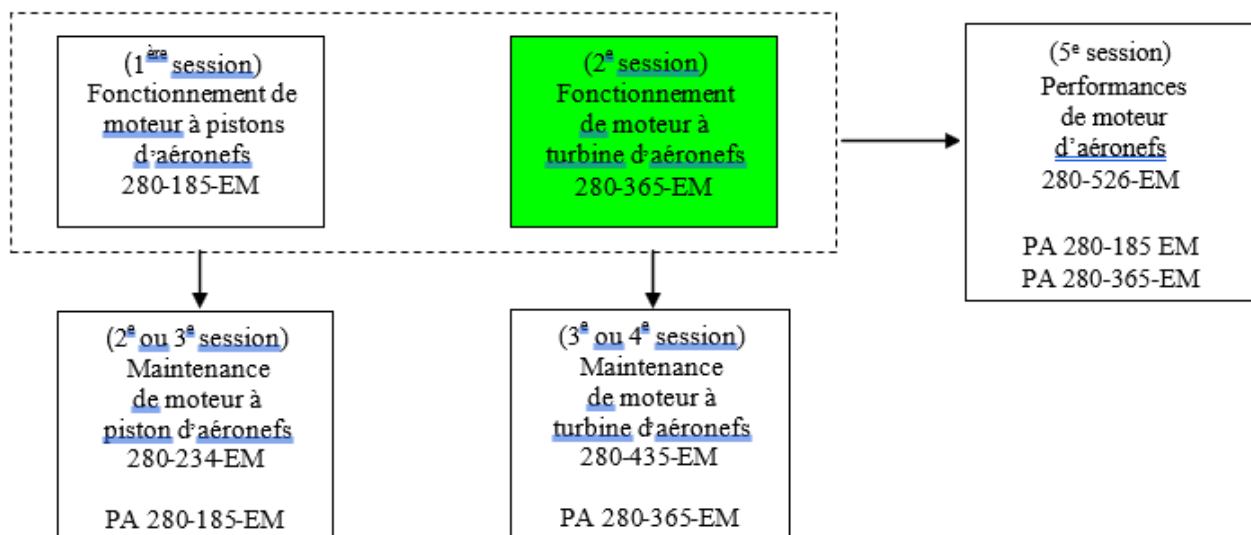 (1ère session)
Fonctionnement de
moteur à pistons
d'aéronefs
280-185-EM
(2e session)
Fonctionnement
de moteur à
turbine d'aéronefs
280-365-EM
(5e session)
Performances
de moteur
d'aéronefs
280-526-EM
PA 280-185 EM
PA 280-365-EM
(2e ou 3e session)
Maintenance
de moteur à
piston d'aéronefs
280-234-EM
PA 280-185-EM
(3e ou 4e session)
Maintenance
de moteur à
turbine d'aéronefs
280-435-EM
PA 280-365-EM